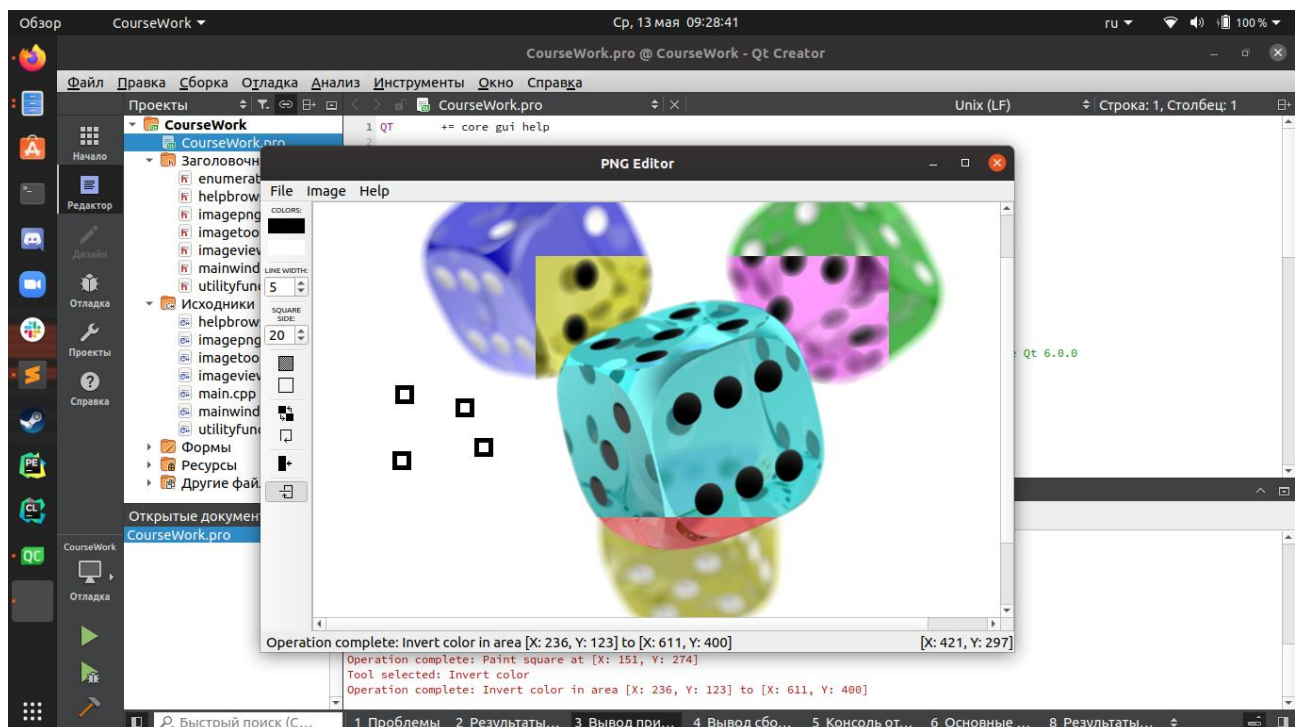 Обзор CourseWork Ср, 13 мая 09:28:41 ru 100 %
CourseWork.pro @ CourseWork - Qt Creator
Файл Правка Сборка Отладка Анализ Инструменты Окно Справка
Проекты CourseWork.pro Unix (LF) Строка: 1, Столбец: 1
CourseWork
CourseWork.pro
Заголовочн
enumerat
helpbrow
imagepng
imagetoo
imageview
mainwind
utilityfun
Исходники
helpbrow
imagepng
imagetoo
imageview
main.cpp
mainwind
utilityfun
Формы
Ресурсы
Другие фай
Начало
Редактор
Дизайн
Отладка
Проекты
Справка
1 QT += core gui help
2
Qt 6.0.0
PNG Editor
File Image Help
COLORS:
LINE WIDTH:
5
SQUARE
SIDE:
20
Operation complete: Invert color in area [X: 236, Y: 123] to [X: 611, Y: 400] [X: 421, Y: 297]
Открытые докумен
CourseWork.pro
CourseWork
Отладка
Operation complete: Paint square at [X: 151, Y: 274]
Tool selected: Invert color
Operation complete: Invert color in area [X: 236, Y: 123] to [X: 611, Y: 400]
Быстрый поиск (С... 1 Проблемы 2 Результаты... 3 Вывод при... 4 Вывод сбо... 5 Консоль от... 6 Основные ... 8 Результаты...